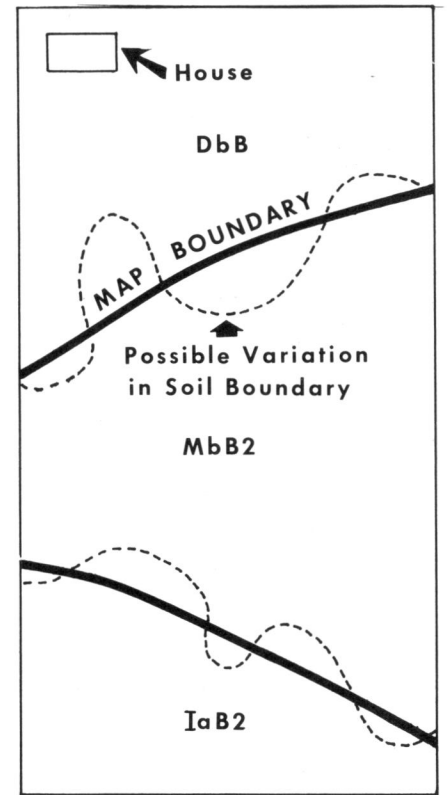 House
DbB
MAP BOUNDARY
Possible Variation
in Soil Boundary
MbB2
IaB2